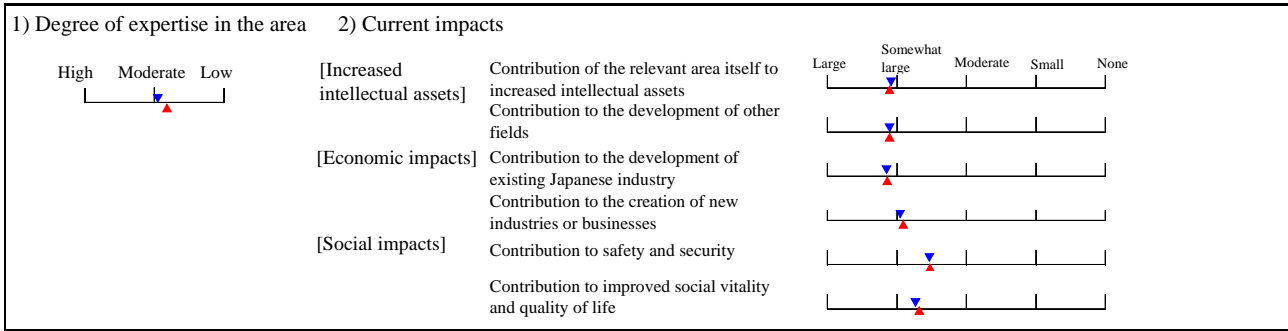 1) Degree of expertise in the area 2) Current impacts
High Moderate Low
[Increased
intellectual assets]
Contribution of the relevant area itself to
increased intellectual assets
Somewhat
Large large Moderate Small None
Contribution to the development of other
fields
[Economic impacts] Contribution to the development of
existing Japanese industry
Contribution to the creation of new
industries or businesses
[Social impacts]
Contribution to safety and security
Contribution to improved social vitality
and quality of life